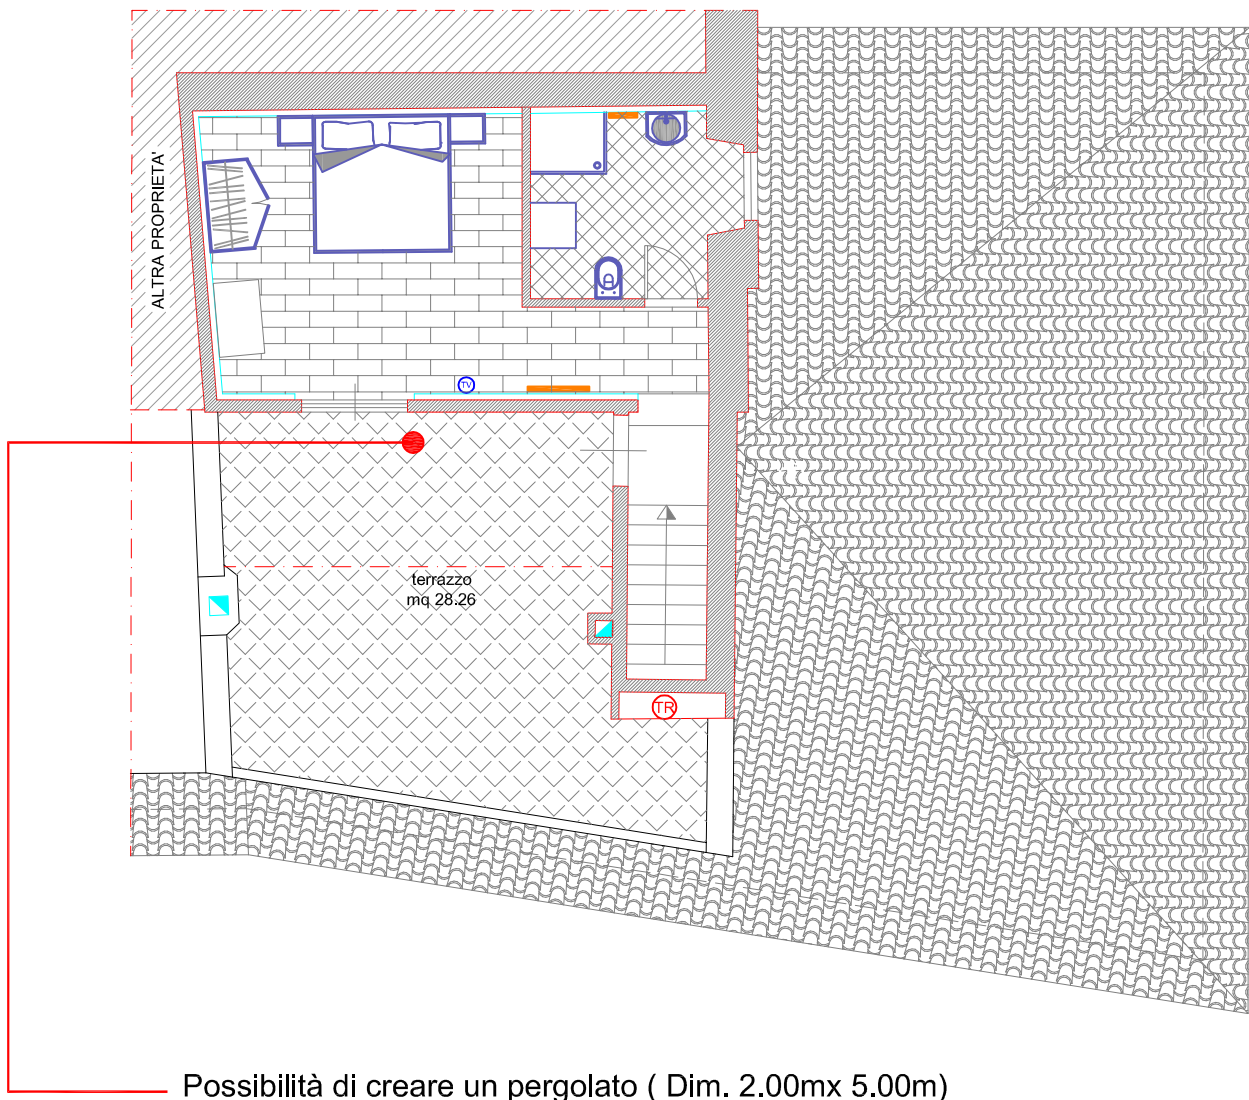 ALTRA PROPRIETA'
TV
terrazzo
mq 28.26
TR
Possibilità di creare un pergolato ( Dim. 2.00mx 5.00m)